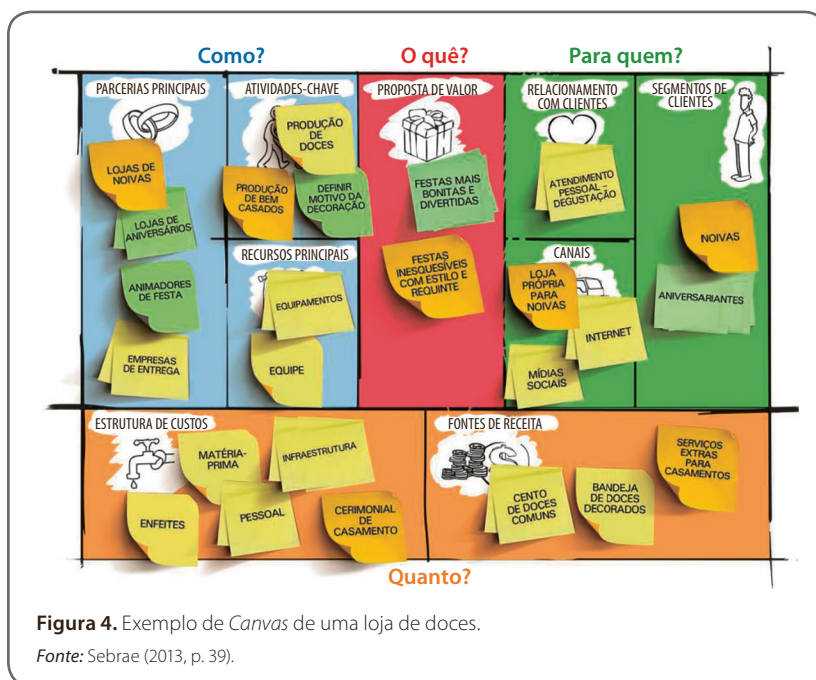 Como?
O quê?
Para quem?
PARCERIAS PRINCIPAIS
LOJAS DE
NOIVAS
LOJAS DE
ANIVERSÁRIOS
ANIMADORES
DE FESTA
EMPRESAS
DE ENTREGA
ATIVIDADES-CHAVE
PRODUÇÃO
DE
DOCES
PRODUÇÃO
DE BEM
CASADOS
DEFINIR
MOTIVO DA
DECORAÇÃO
RECURSOS PRINCIPAIS
EQUIPAMENTOS
EQUIPE
PROPOSTA DE VALOR
FESTAS MAIS
BONITAS E
DIVERTIDAS
FESTAS
INESQUESÍVEIS
COM ESTILO E
REQUINTE
RELACIONAMENTO
COM CLIENTES
ATENDIMENTO
PESSOAL –
DEGUSTAÇÃO
CANAIS
LOJA
PRÓPRIA
PARA
NOIVAS
INTERNET
MÍDIAS
SOCIAIS
SEGMENTOS DE
CLIENTES
NOIVAS
ANIVERSARIANTES
ESTRUTURA DE CUSTOS
MATÉRIA-
PRIMA
INFRAESTRUTURA
ENFEITES
PESSOAL
CERIMONIAL
DE
CASAMENTO
FONTES DE RECEITA
CENTO
DE DOCES
COMUNS
BANDEJA
DE DOCES
DECORADOS
SERVIÇOS
EXTRAS
PARA
CASAMENTOS
Quanto?
Figura 4. Exemplo de Canvas de uma loja de doces.
Fonte: Sebrae (2013, p. 39).